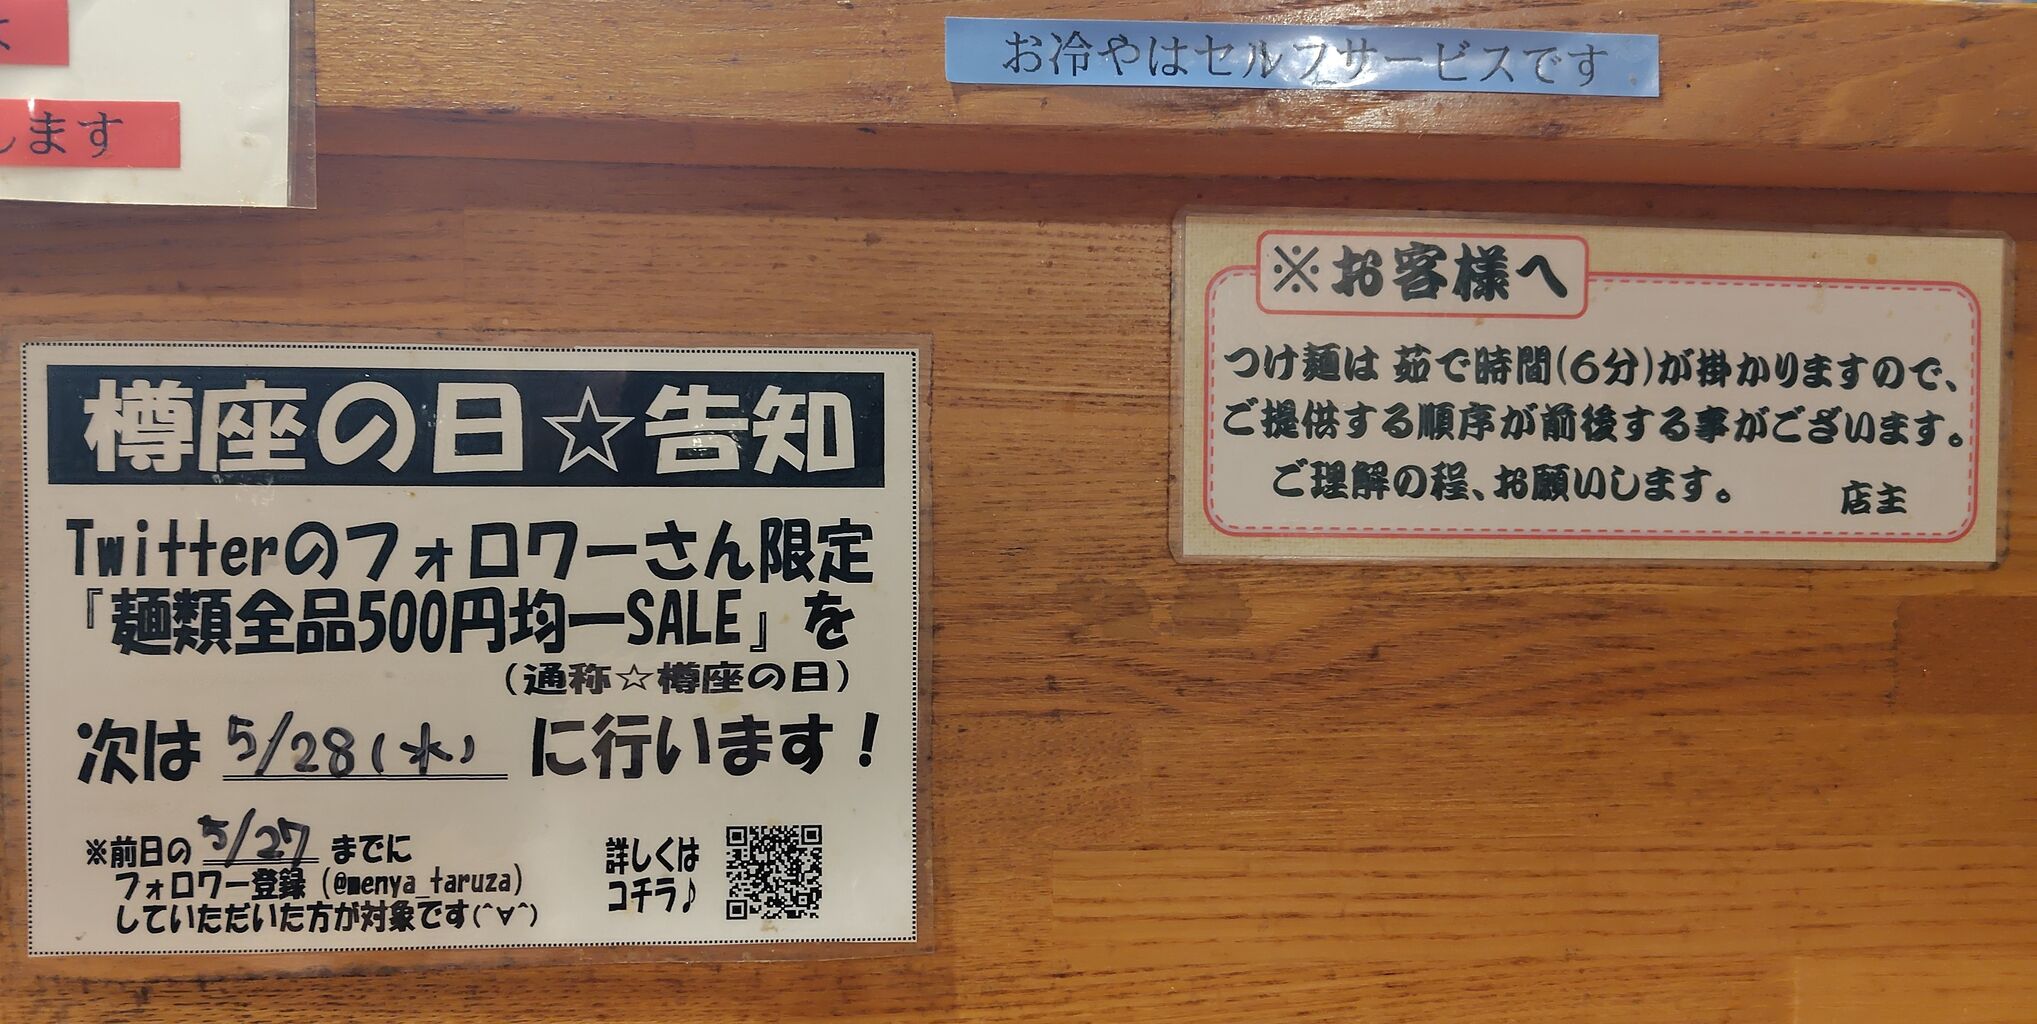 します
お冷やはセルフサービスです
※お客様へ
つけ麺は 茹で時間(6分)が掛かりますので、
ご提供する順序が前後する事がございます。
ご理解の程、お願いします。
店主
樽座の日☆告知
Twitterのフォロワーさん限定
『麺類全品500円均一SALE』を
(通称☆樽座の日)
次は 5/28(水) に行います!
※前日の 5/27 までに
フォロワー登録(@menya_taruza)
していただいた方が対象です(^∀^)
詳しくは
コチラ♪